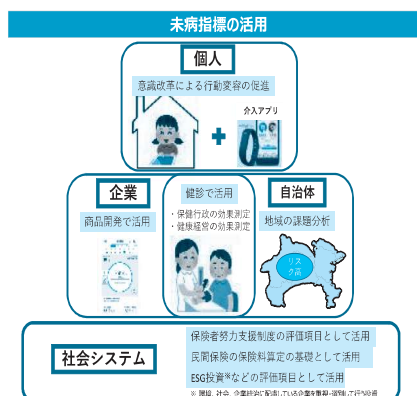 未病指標の活用
個人
意識改革による行動変容の促進
介入アプリ
企業
商品開発で活用
健診で活用
・保健行政の効果測定
・健康経営の効果測定
自治体
地域の課題分析
リス
ク高
社会システム
保険者努力支援制度の評価項目として活用
民間保険の保険料算定の基礎として活用
ESG投資※などの評価項目として活用
※ 環境、社会、企業統治に配慮している企業を重視・選別して行う投資